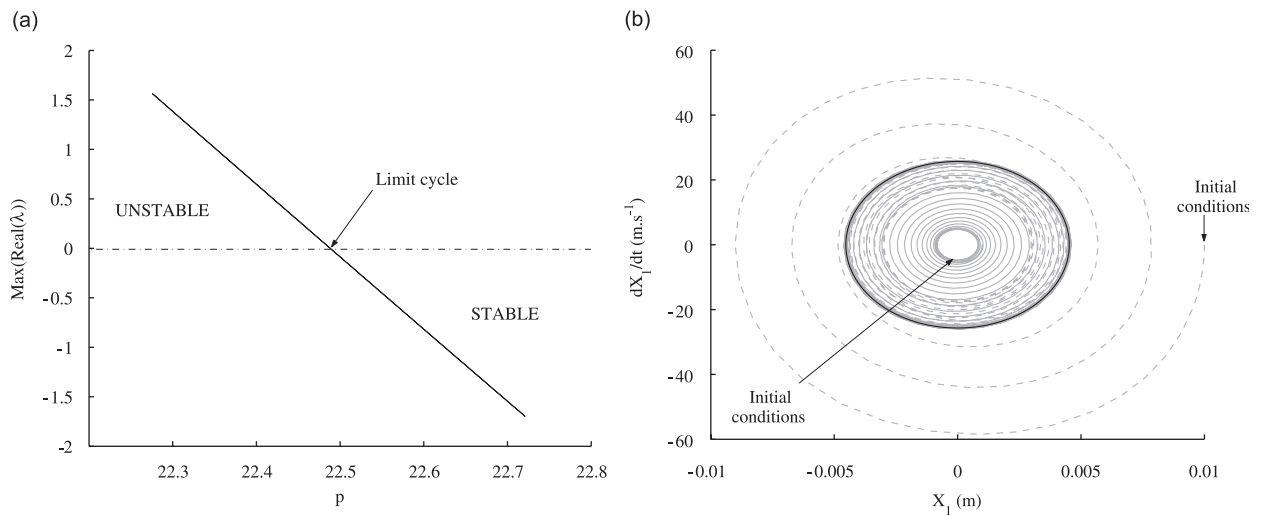 (a)
2
1.5
1
0.5
0
-0.5
-1
-1.5
-2
Max(Real(λ))
UNSTABLE
Limit cycle
STABLE
22.3
22.4
22.5
22.6
22.7
22.8
p
(b)
60
40
20
0
-20
-40
-60
dX1/dt (m.s-1)
Initial
conditions
Initial
conditions
-0.01
-0.005
0
0.005
0.01
X1 (m)